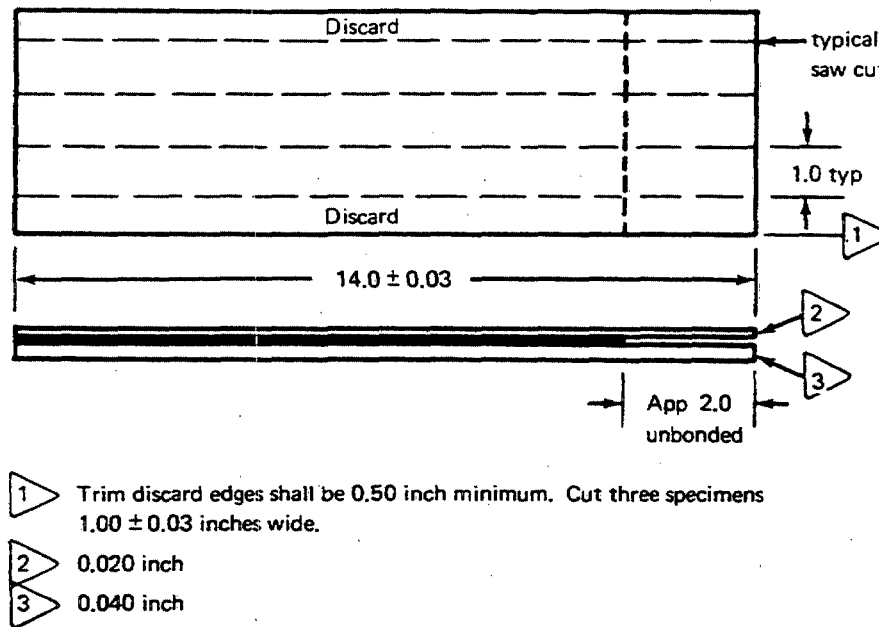 Discard
typical
saw cut
1.0 typ
Discard
1
14.0 ± 0.03
2
3
App 2.0
unbonded
1 Trim discard edges shall be 0.50 inch minimum. Cut three specimens
1.00 ± 0.03 inches wide.
2 0.020 inch
3 0.040 inch